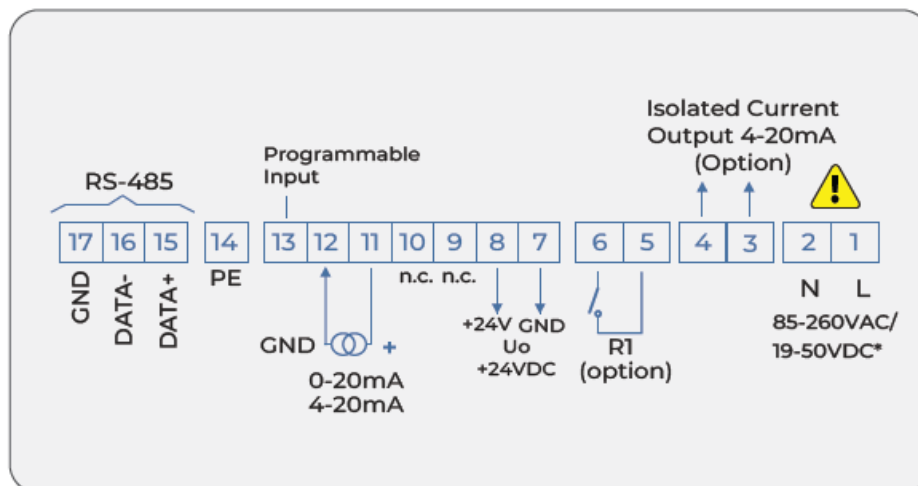 Isolated Current
Output 4-20mA
(Option)
Programmable
Input
RS-485
!
17 16 15 14 13 12 11 10 9 8 7 6 5 4 3 2 1
GND
DATA-
DATA+
PE
n.c. n.c.
N L
+24V GND
Uo
+24VDC
GND +
0-20mA
4-20mA
R1
(option)
85-260VAC/
19-50VDC*